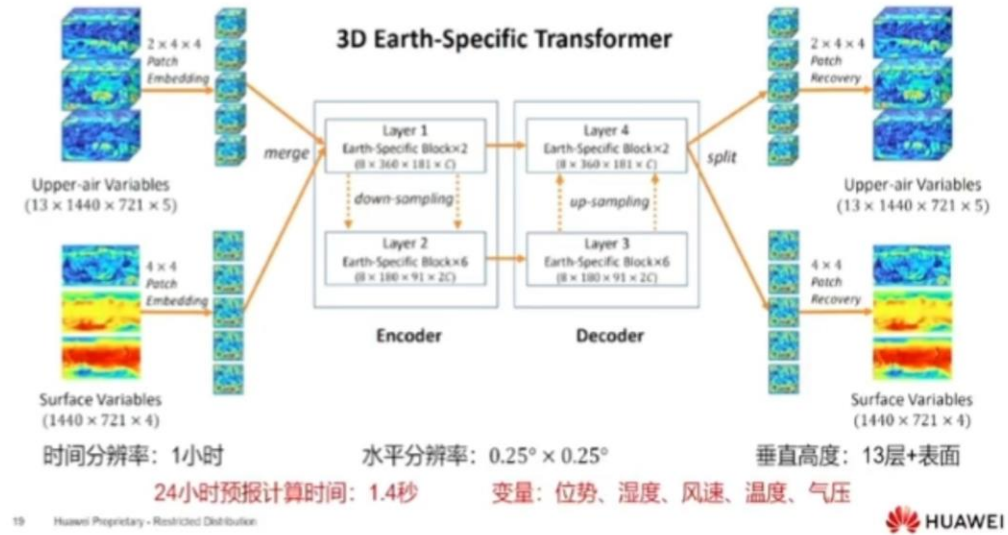 3D Earth-Specific Transformer
2 × 4 × 4
Patch
Embedding
Upper-air Variables
(13 × 1440 × 721 × 5)
merge
Layer 1
Earth-Specific Block×2
(8 × 360 × 181 × C)
down-sampling
Layer 2
Earth-Specific Block×6
(8 × 180 × 91 × 2C)
Encoder
Layer 4
Earth-Specific Block×2
(8 × 360 × 181 × C)
up-sampling
Layer 3
Earth-Specific Block×6
(8 × 180 × 91 × 2C)
Decoder
split
2 × 4 × 4
Patch
Recovery
Upper-air Variables
(13 × 1440 × 721 × 5)
4 × 4
Patch
Embedding
Surface Variables
(1440 × 721 × 4)
4 × 4
Patch
Recovery
Surface Variables
(1440 × 721 × 4)
时间分辨率：1小时
水平分辨率：0.25° × 0.25°
垂直高度：13层+表面
24小时预报计算时间：1.4秒
变量：位势、湿度、风速、温度、气压
19 Huawei Proprietary - Restricted Distribution
HUAWEI